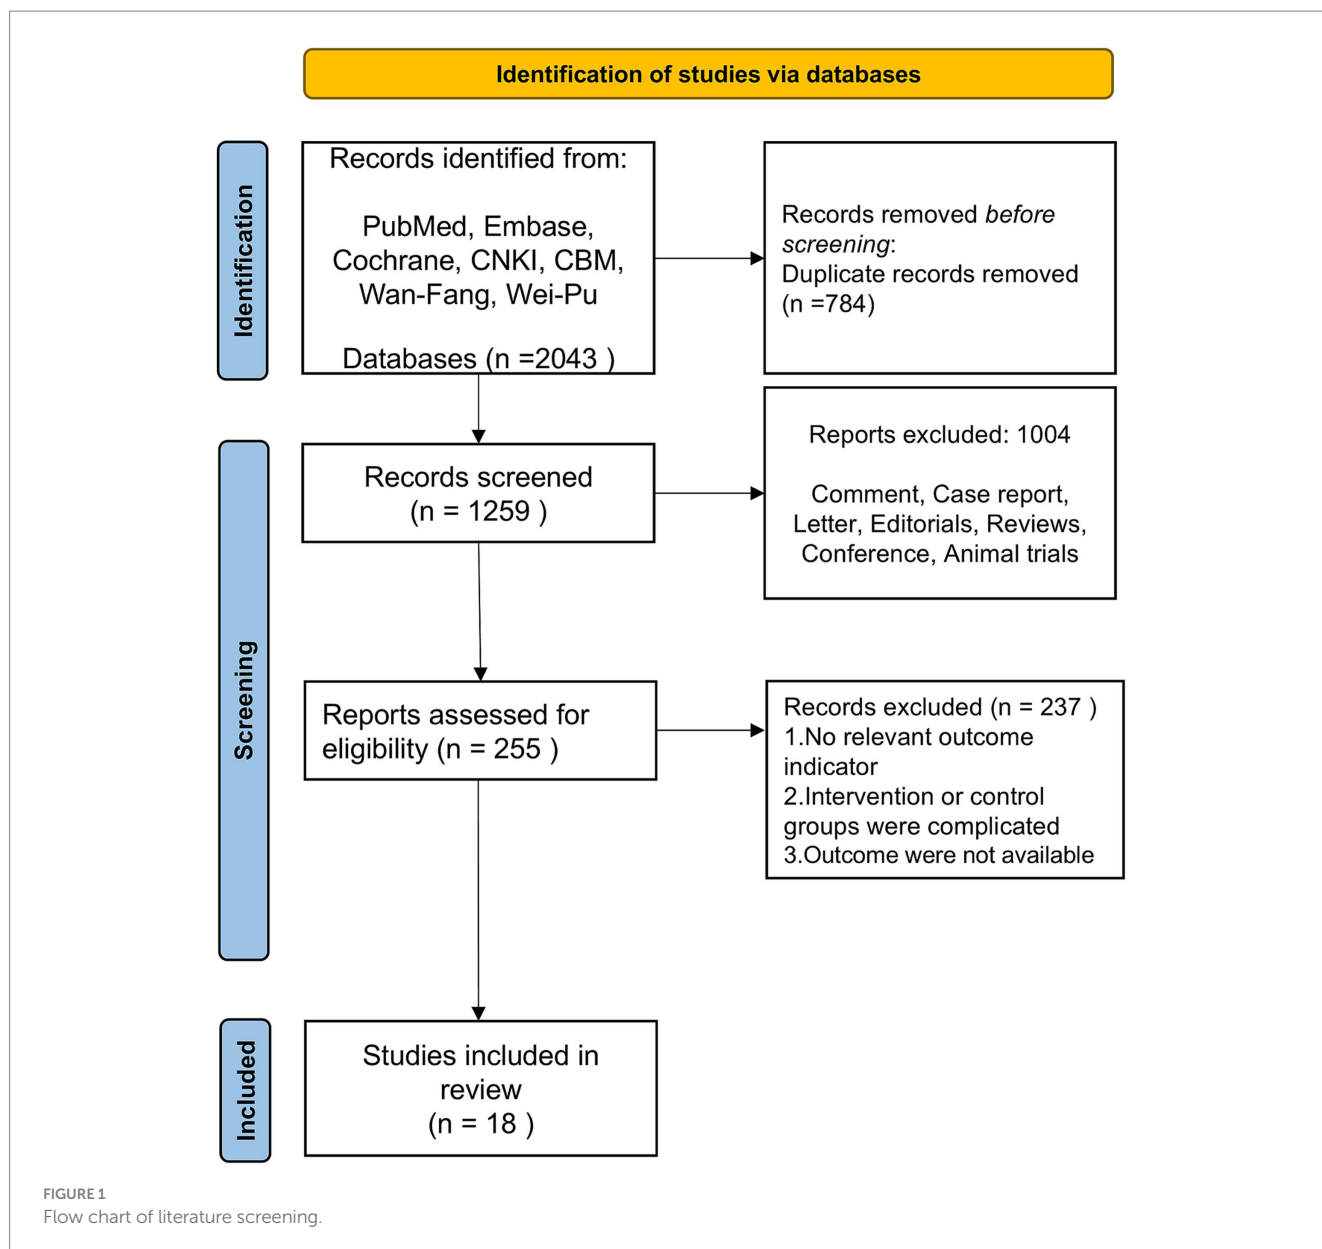 Identification of studies via databases
Identification
Records identified from:
PubMed, Embase,
Cochrane, CNKI, CBM,
Wan-Fang, Wei-Pu
Databases (n =2043 )
Records removed before
screening:
Duplicate records removed
(n =784)
Screening
Records screened
(n = 1259 )
Reports excluded: 1004
Comment, Case report,
Letter, Editorials, Reviews,
Conference, Animal trials
Reports assessed for
eligibility (n = 255 )
Records excluded (n = 237 )
1.No relevant outcome
indicator
2.Intervention or control
groups were complicated
3.Outcome were not available
Included
Studies included in
review
(n = 18 )
FIGURE 1
Flow chart of literature screening.